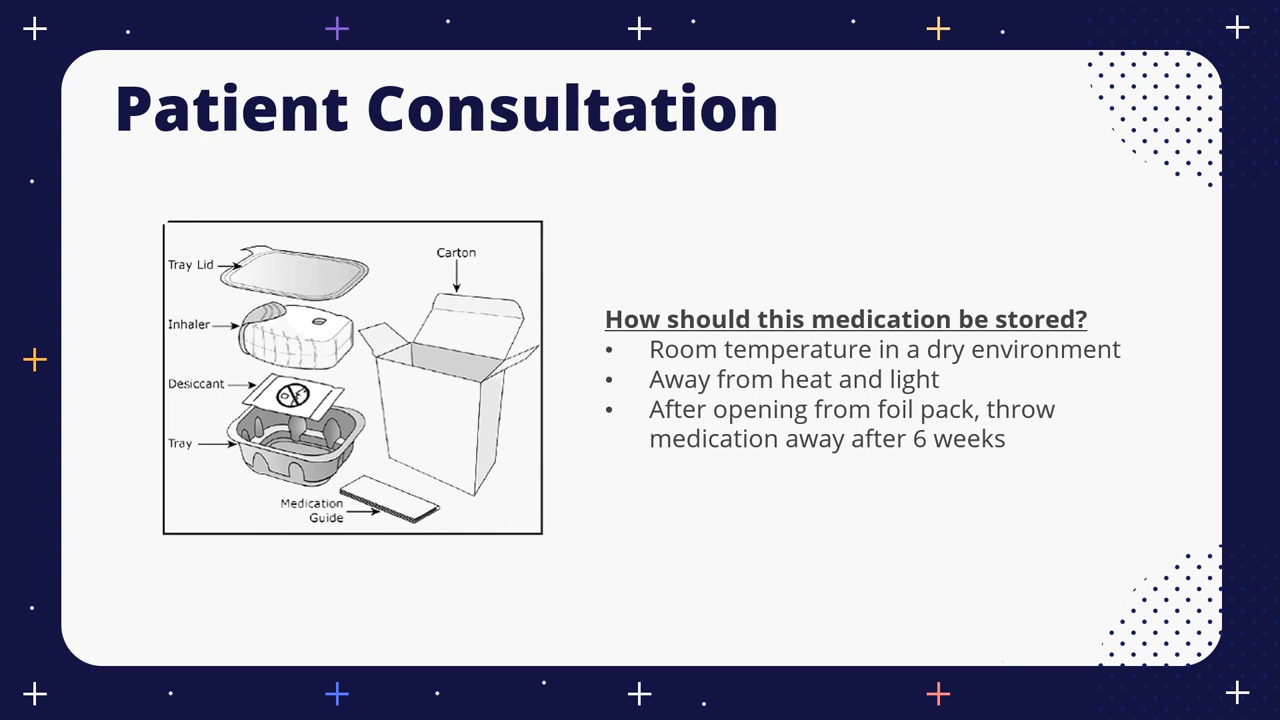 Patient Consultation
Tray Lid
Carton
Inhaler
Desiccant
Tray
Medication
Guide
How should this medication be stored?
• Room temperature in a dry environment
• Away from heat and light
• After opening from foil pack, throw
medication away after 6 weeks